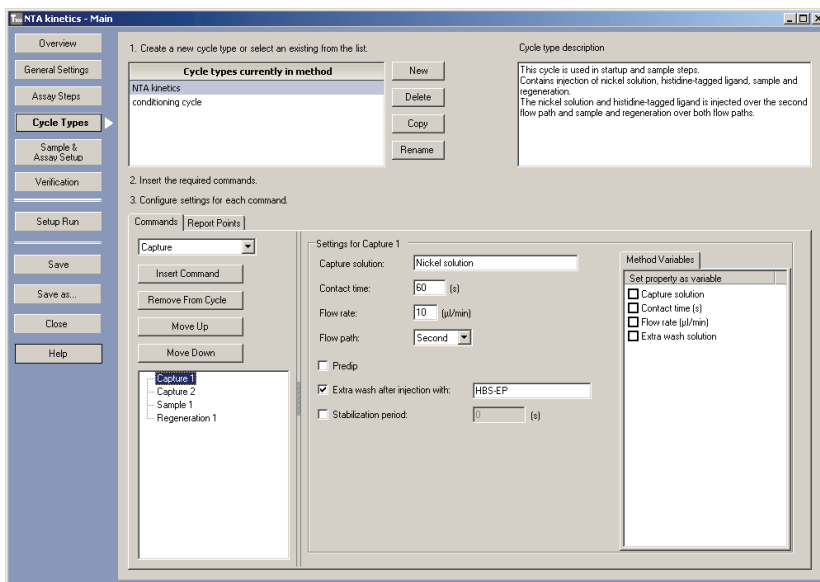 T100 NTA kinetics - Main
Overview
General Settings
Assay Steps
Cycle Types
Sample &
Assay Setup
Verification
Setup Run
Save
Save as...
Close
Help
1. Create a new cycle type or select an existing from the list.
Cycle types currently in method
NTA kinetics
conditioning cycle
New
Delete
Copy
Rename
Cycle type description
This cycle is used in startup and sample steps.
Contains injection of nickel solution, histidine-tagged ligand, sample and
regeneration.
The nickel solution and histidine-tagged ligand is injected over the second
flow path and sample and regeneration over both flow paths.
2. Insert the required commands.
3. Configure settings for each command.
Commands Report Points
Capture
Insert Command
Remove From Cycle
Move Up
Move Down
Capture 1
Capture 2
Sample 1
Regeneration 1
Settings for Capture 1
Capture solution: Nickel solution
Contact time: 60 (s)
Flow rate: 10 (µl/min)
Flow path: Second
Predip
Extra wash after injection with: HBS-EP
Stabilization period: 0 (s)
Method Variables
Set property as variable
Capture solution
Contact time (s)
Flow rate (µl/min)
Extra wash solution